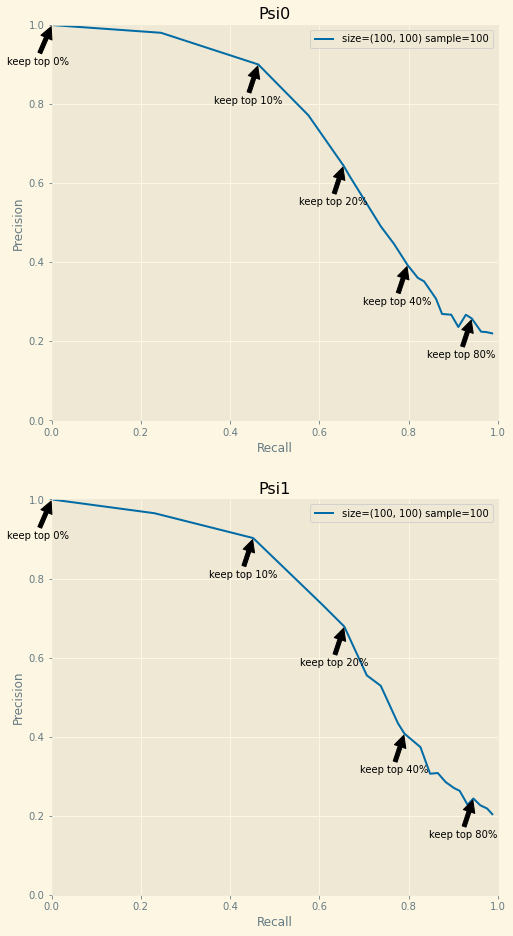 Psi0
1.0
size=(100, 100) sample=100
keep top 0%
keep top 10%
0.8
0.6
keep top 20%
Precision
0.4
keep top 40%
0.2
keep top 80%
0.0
0.0 0.2 0.4 0.6 0.8 1.0
Recall
Psi1
1.0
size=(100, 100) sample=100
keep top 0%
keep top 10%
0.8
0.6
keep top 20%
Precision
0.4
keep top 40%
0.2
keep top 80%
0.0
0.0 0.2 0.4 0.6 0.8 1.0
Recall